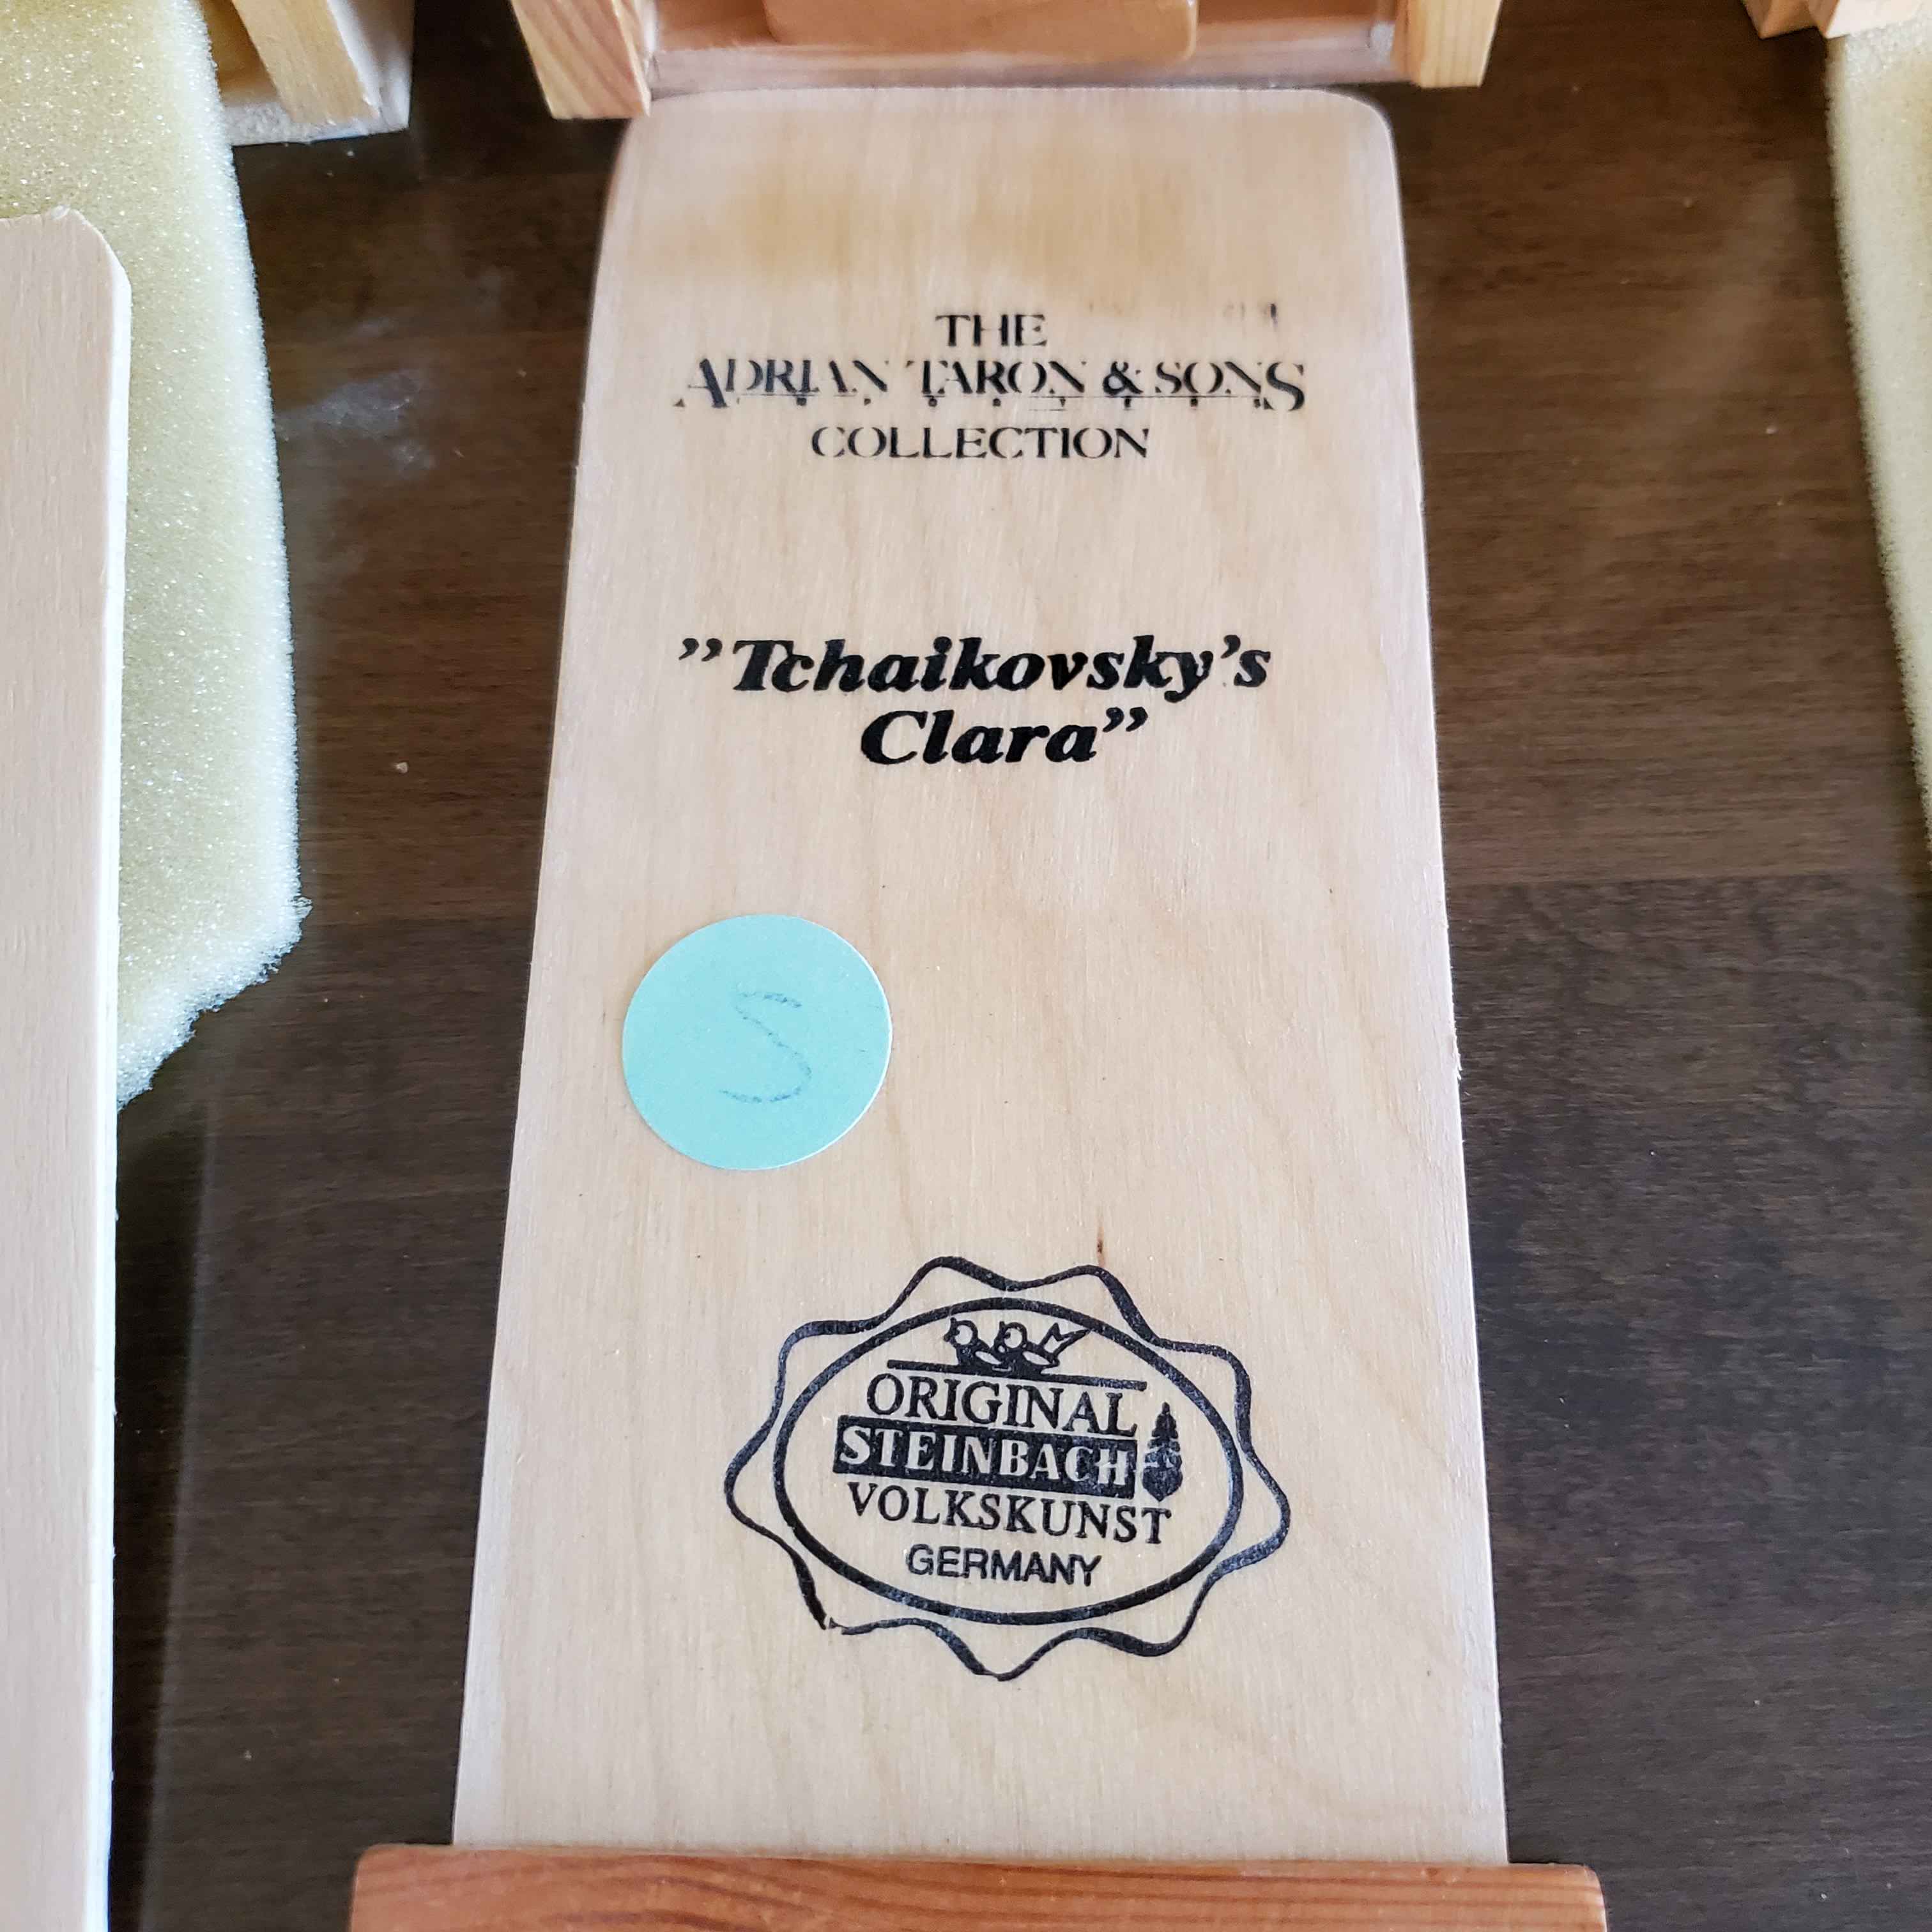 THE
ADRIAN TARON & SONS
COLLECTION
”Tchaikovsky’s
Clara”
S
ORIGINAL
STEINBACH
VOLKSKUNST
GERMANY